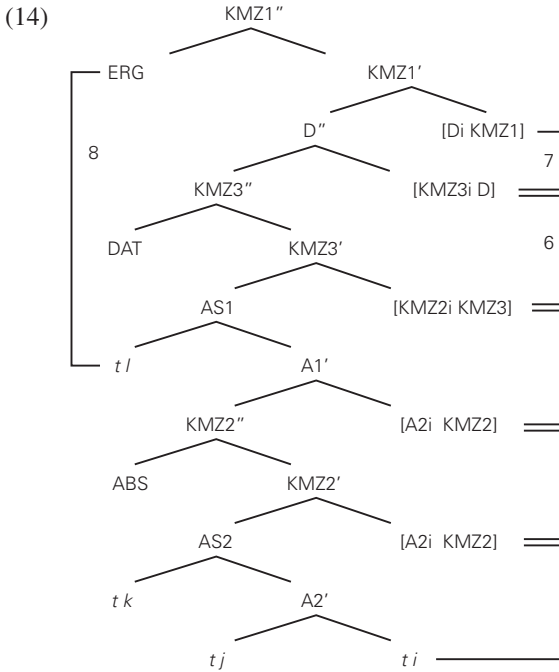 (14)
KMZ1"
ERG KMZ1'
D" [Di KMZ1]
8 7
KMZ3" [KMZ3i D]
6
DAT KMZ3'
AS1 [KMZ2i KMZ3]
t l A1'
KMZ2" [A2i KMZ2]
ABS KMZ2'
AS2 [A2i KMZ2]
t k A2'
t j t i